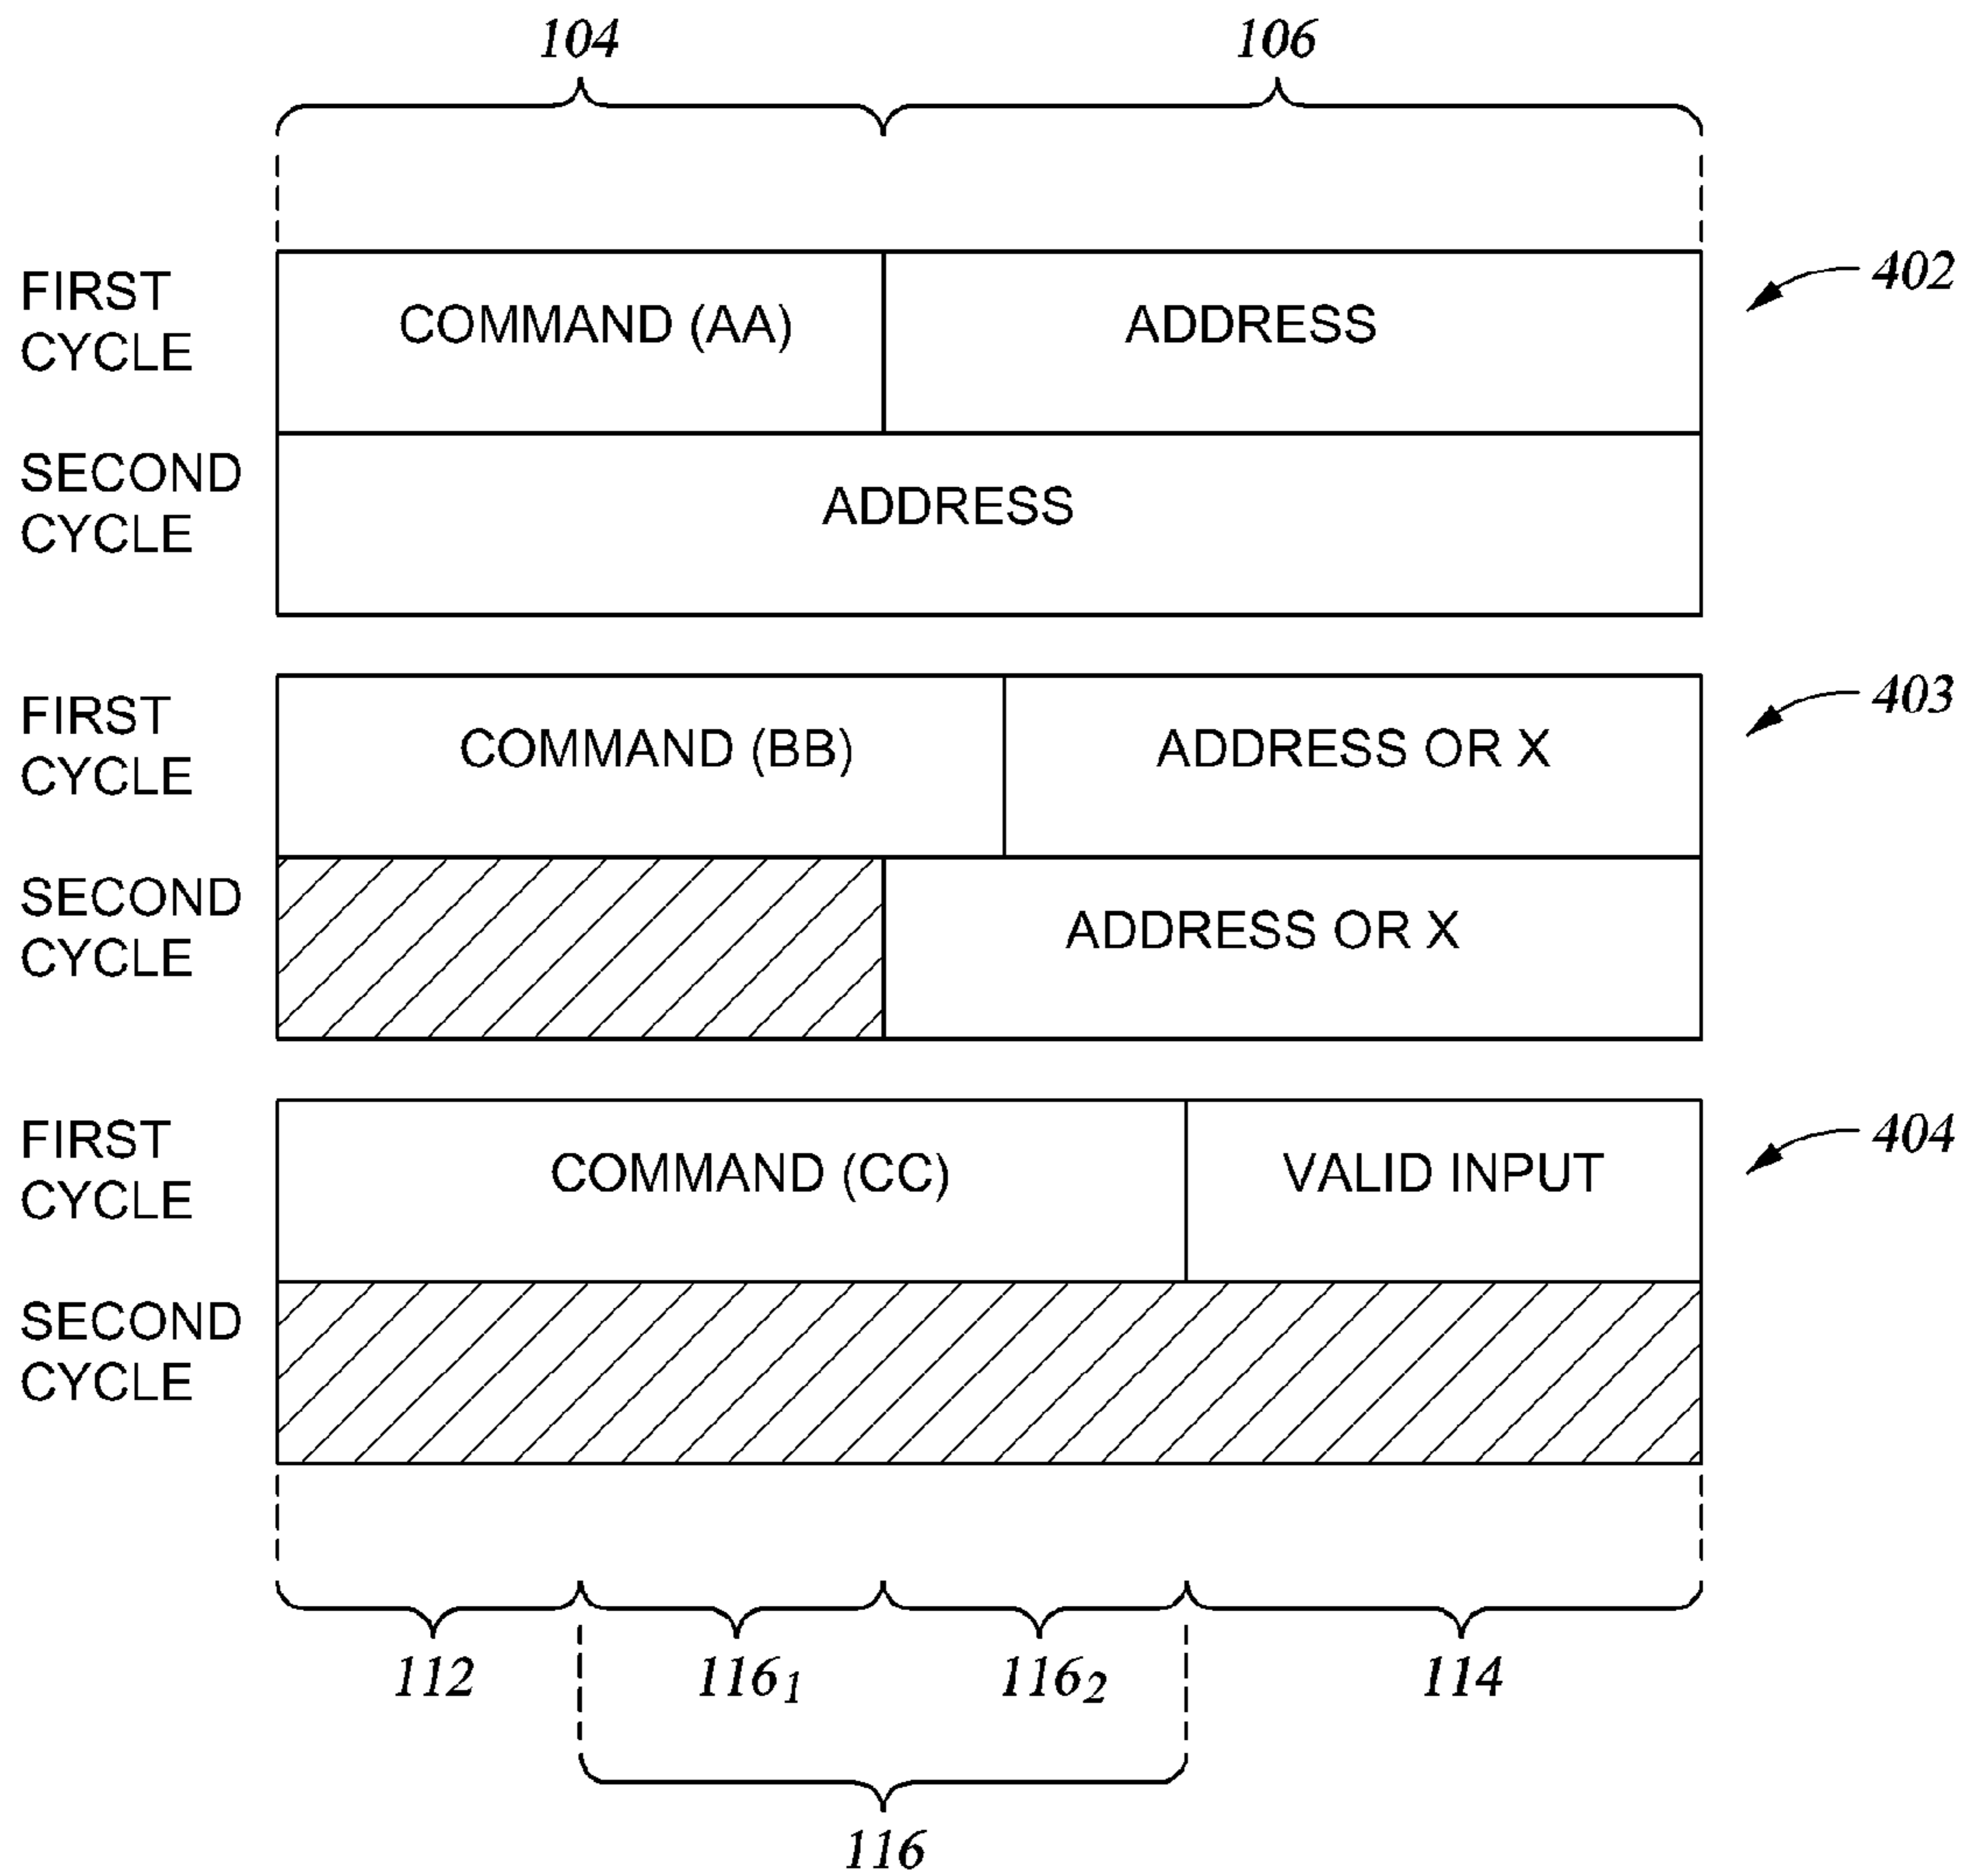 104 106
FIRST
CYCLE
COMMAND (AA) ADDRESS
402
SECOND
CYCLE
ADDRESS
FIRST
CYCLE
COMMAND (BB) ADDRESS OR X
403
SECOND
CYCLE
ADDRESS OR X
FIRST
CYCLE
COMMAND (CC) VALID INPUT
404
SECOND
CYCLE
112 116₁ 116₂ 114
116